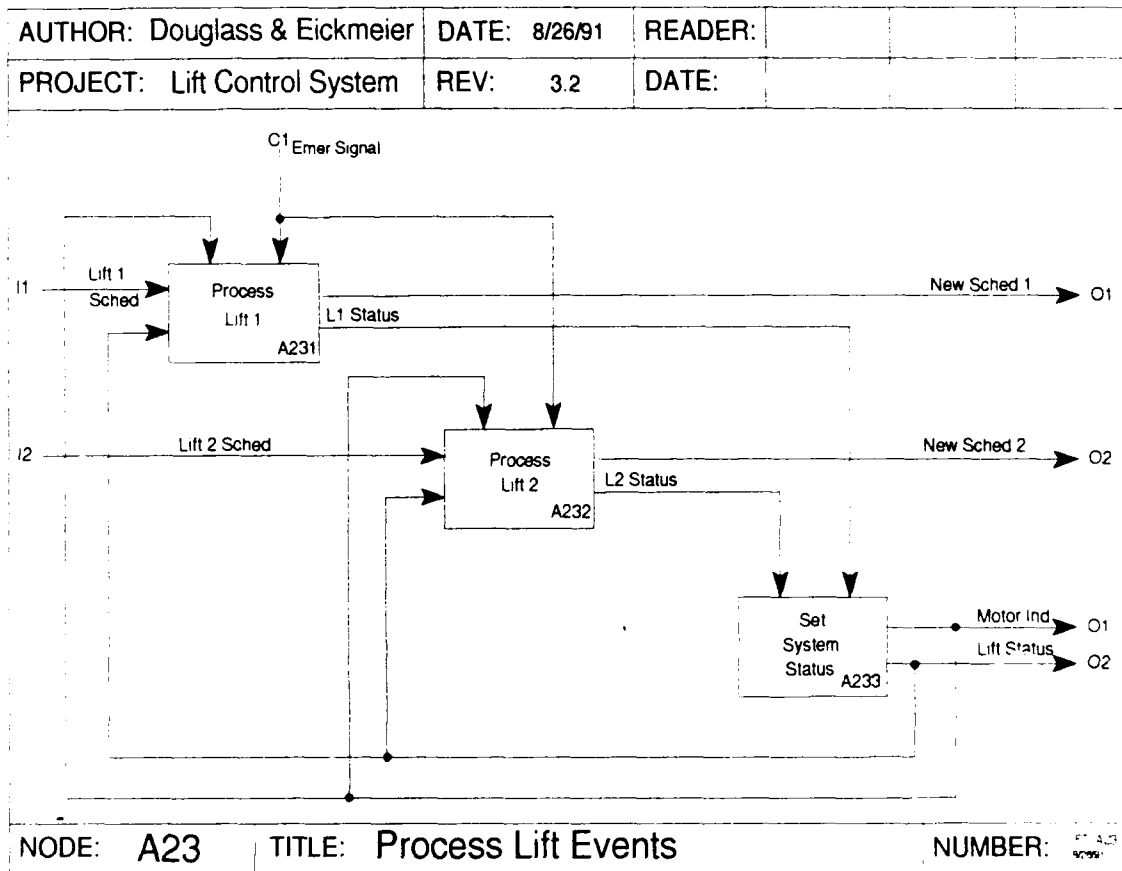 AUTHOR: Douglass & Eickmeier DATE: 8/26/91 READER:
PROJECT: Lift Control System REV: 3.2 DATE:
C1 Emer Signal
I1 Lift 1 Sched
Process Lift 1 A231
New Sched 1 O1
L1 Status
I2 Lift 2 Sched
Process Lift 2 A232
New Sched 2 O2
L2 Status
Set System Status A233
Motor Ind O1
Lift Status O2
NODE: A23 TITLE: Process Lift Events NUMBER: